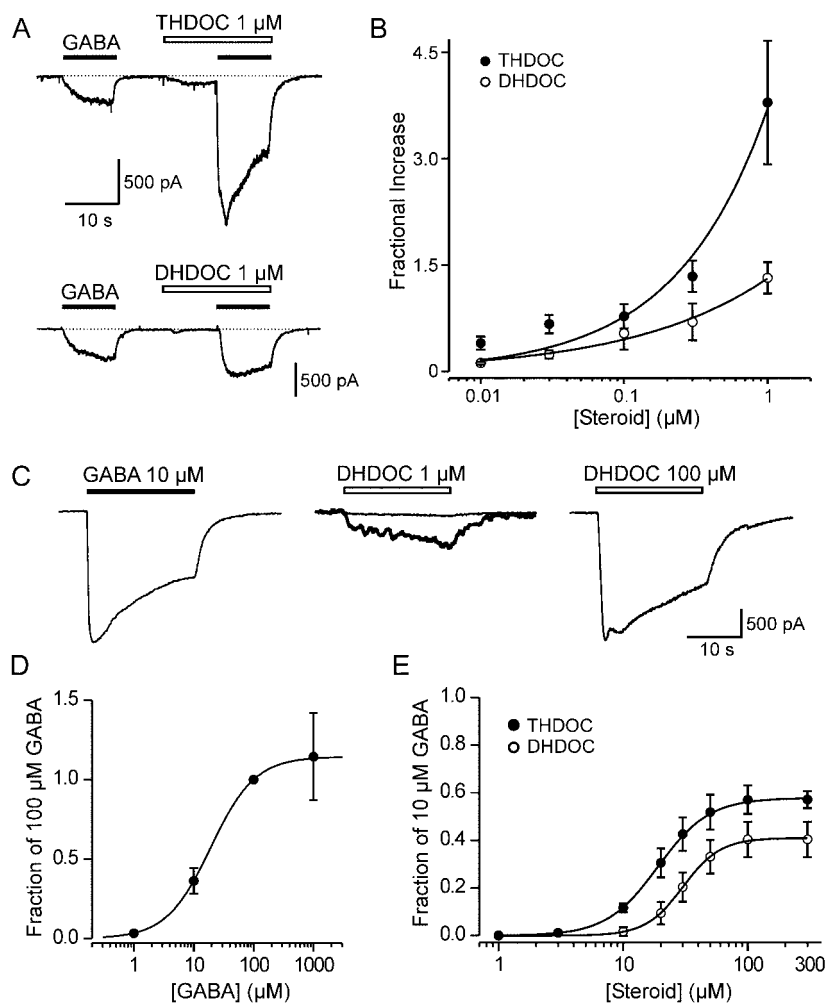 A
THDOC 1 µM
GABA
500 pA
10 s
DHDOC 1 µM
GABA
500 pA
B
THDOC
DHDOC
4.5
3.0
1.5
0
Fractional Increase
0.01 0.1 1
[Steroid] (µM)
C
GABA 10 µM
DHDOC 1 µM
DHDOC 100 µM
500 pA
10 s
D
1.5
1.0
0.5
0.0
Fraction of 100 µM GABA
1 10 100 1000
[GABA] (µM)
E
THDOC
DHDOC
1.0
0.8
0.6
0.4
0.2
0.0
Fraction of 10 µM GABA
1 10 100 300
[Steroid] (µM)